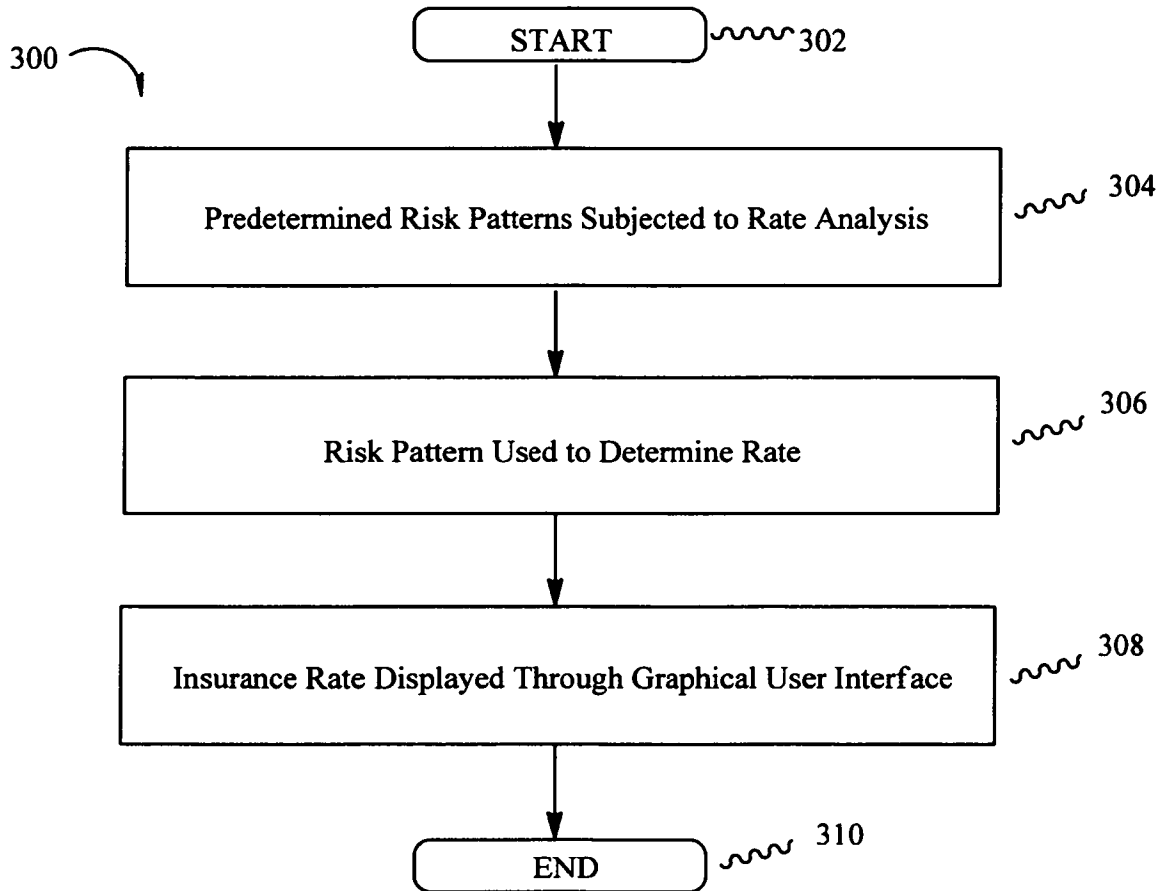 START
302
300
304
Predetermined Risk Patterns Subjected to Rate Analysis
306
Risk Pattern Used to Determine Rate
308
Insurance Rate Displayed Through Graphical User Interface
310
END